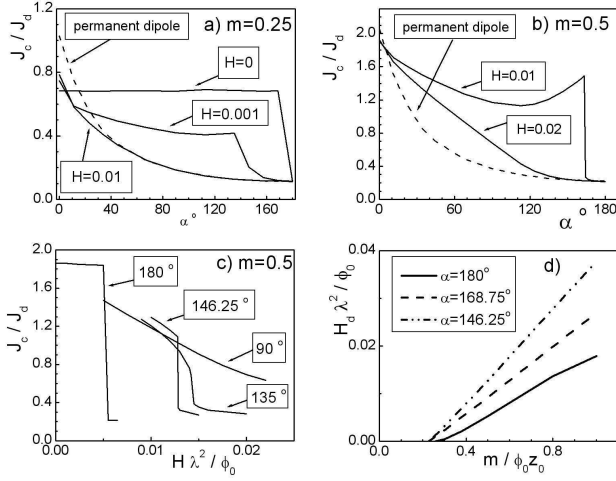 a) m=0.25
permanent dipole
H=0
H=0.001
H=0.01
J_c / J_d
1.2
0.8
0.4
0.0
0 40 80 120 160
α°
b) m=0.5
permanent dipole
H=0.01
H=0.02
J_c / J_d
2.0
1.6
1.2
0.8
0.4
0.0
0 60 120 180
α°
c) m=0.5
180 °
146.25 °
90 °
135 °
J_c / J_d
2.0
1.6
1.2
0.8
0.4
0.0
0.00 0.01 0.02
H λ² / ϕ₀
d)
α=180°
α=168.75°
α=146.25°
H_d λ² / ϕ₀
0.04
0.02
0.00
0.0 0.4 0.8
m / ϕ₀z₀